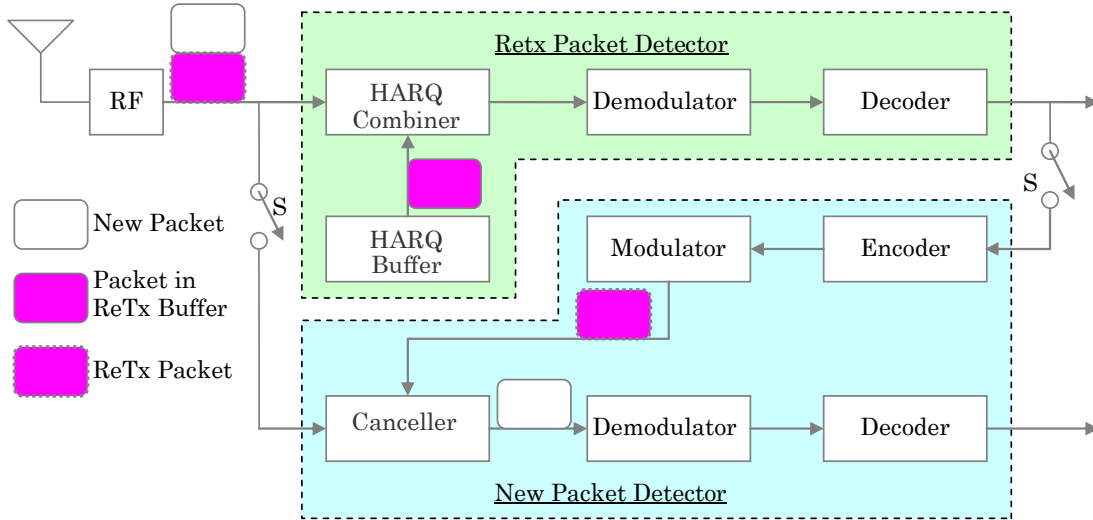 Retx Packet Detector
RF
HARQ
Combiner
Demodulator
Decoder
S
S
New Packet
HARQ
Buffer
Modulator
Encoder
Packet in
ReTx Buffer
ReTx Packet
Canceller
Demodulator
Decoder
New Packet Detector